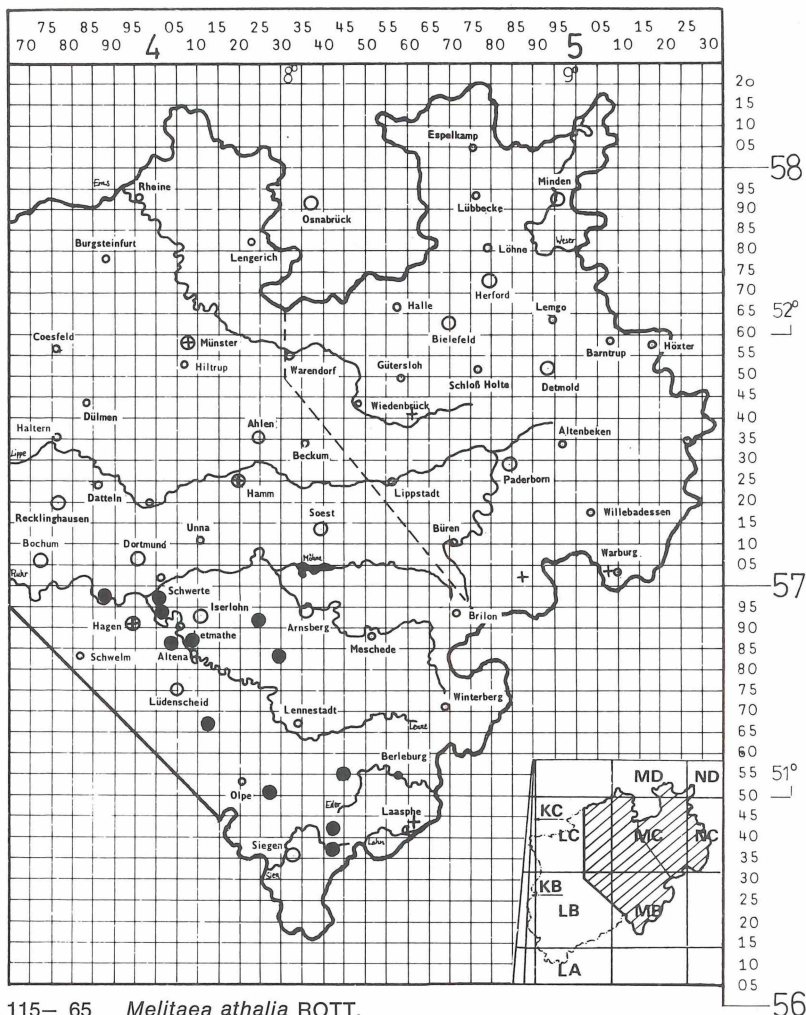 75 85 95 4 05 15 25 35 45 55 65 75 85 95 5 05 15 25
70 80 90 10 20 30 40 50 60 70 80 90 10 20 30
8° 9°
20
15
10
Espelkamp 05
58
Ems Rheine Minden 95
Osnabrück Lübbecke 90
Lengerich Löhne Weser 85
Burgsteinfurt 80
75
Herford 70
Halle Lemgo 65
52°
Coesfeld Münster Bielefeld 60
Barntrup Höxter
Warendorf Gütersloh 55
Hiltrup Schloß Holte Detmold 50
Dülmen Wiedenbrück 45
Haltern Ahlen Altenbeken 40
Beckum 35
Lippe Paderborn 30
Datteln Hamm Lippstadt 25
Recklinghausen Soest Willebadessen 20
15
Bochum Dortmund Unna Büren 10
Möhne Warburg 05
57
Ruhr Schwerte Brilon
Iserlohn Arnsberg 95
Hagen Letmathe Meschede 90
Schwelm Altena 85
80
Lüdenscheid Winterberg 75
Lennestadt Lenne 70
65
60
Berleburg 55
51°
Olpe MD ND 50
Eder Laasphe KC 45
LC MC NC 40
Siegen Lahn 35
Sieg KB 30
LB MB 25
20
15
LA 10
05
56
115– 65 Melitaea athalia ROTT.